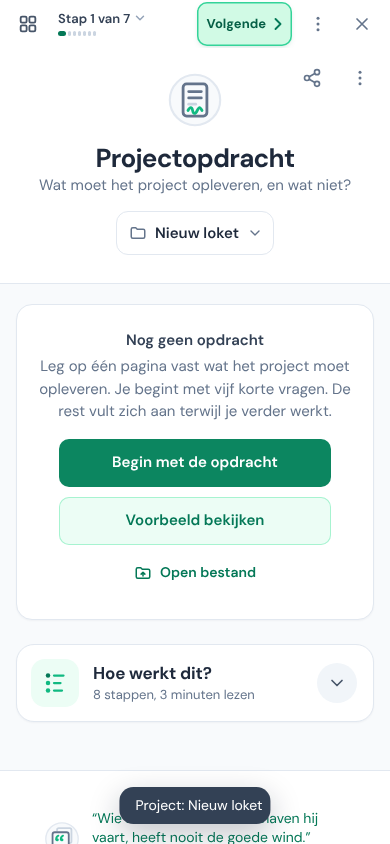 Stap 1 van 7
Volgende
Projectopdracht
Wat moet het project opleveren, en wat niet?
Nieuw loket
Nog geen opdracht
Leg op één pagina vast wat het project moet
opleveren. Je begint met vijf korte vragen. De
rest vult zich aan terwijl je verder werkt.
Begin met de opdracht
Voorbeeld bekijken
Open bestand
Hoe werkt dit?
8 stappen, 3 minuten lezen
Project: Nieuw loket
hij
vaart, heeft nooit de goede wind.”